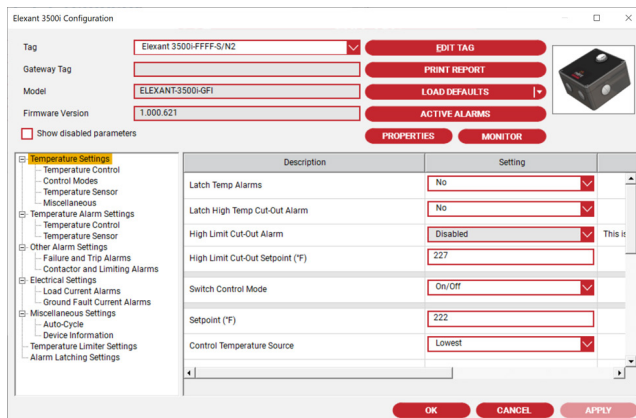 Elexant 3500i Configuration
Tag
Elexant 3500i-FFFF-S/N2
EDIT TAG
Gateway Tag
PRINT REPORT
Model
ELEXANT-3500i-GFI
LOAD DEFAULTS
Firmware Version
1.000.621
ACTIVE ALARMS
Show disabled parameters
PROPERTIES
MONITOR
Temperature Settings
Temperature Control
Control Modes
Temperature Sensor
Miscellaneous
Temperature Alarm Settings
Temperature Control
Temperature Sensor
Other Alarm Settings
Failure and Trip Alarms
Contactor and Limiting Alarms
Electrical Settings
Load Current Alarms
Ground Fault Current Alarms
Miscellaneous Settings
Auto-Cycle
Device Information
Temperature Limiter Settings
Alarm Latching Settings
Description Setting
Latch Temp Alarms No
Latch High Temp Cut-Out Alarm No
High Limit Cut-Out Alarm Disabled This is
High Limit Cut-Out Setpoint (°F) 227
Switch Control Mode On/Off
Setpoint (°F) 222
Control Temperature Source Lowest
OK CANCEL APPLY